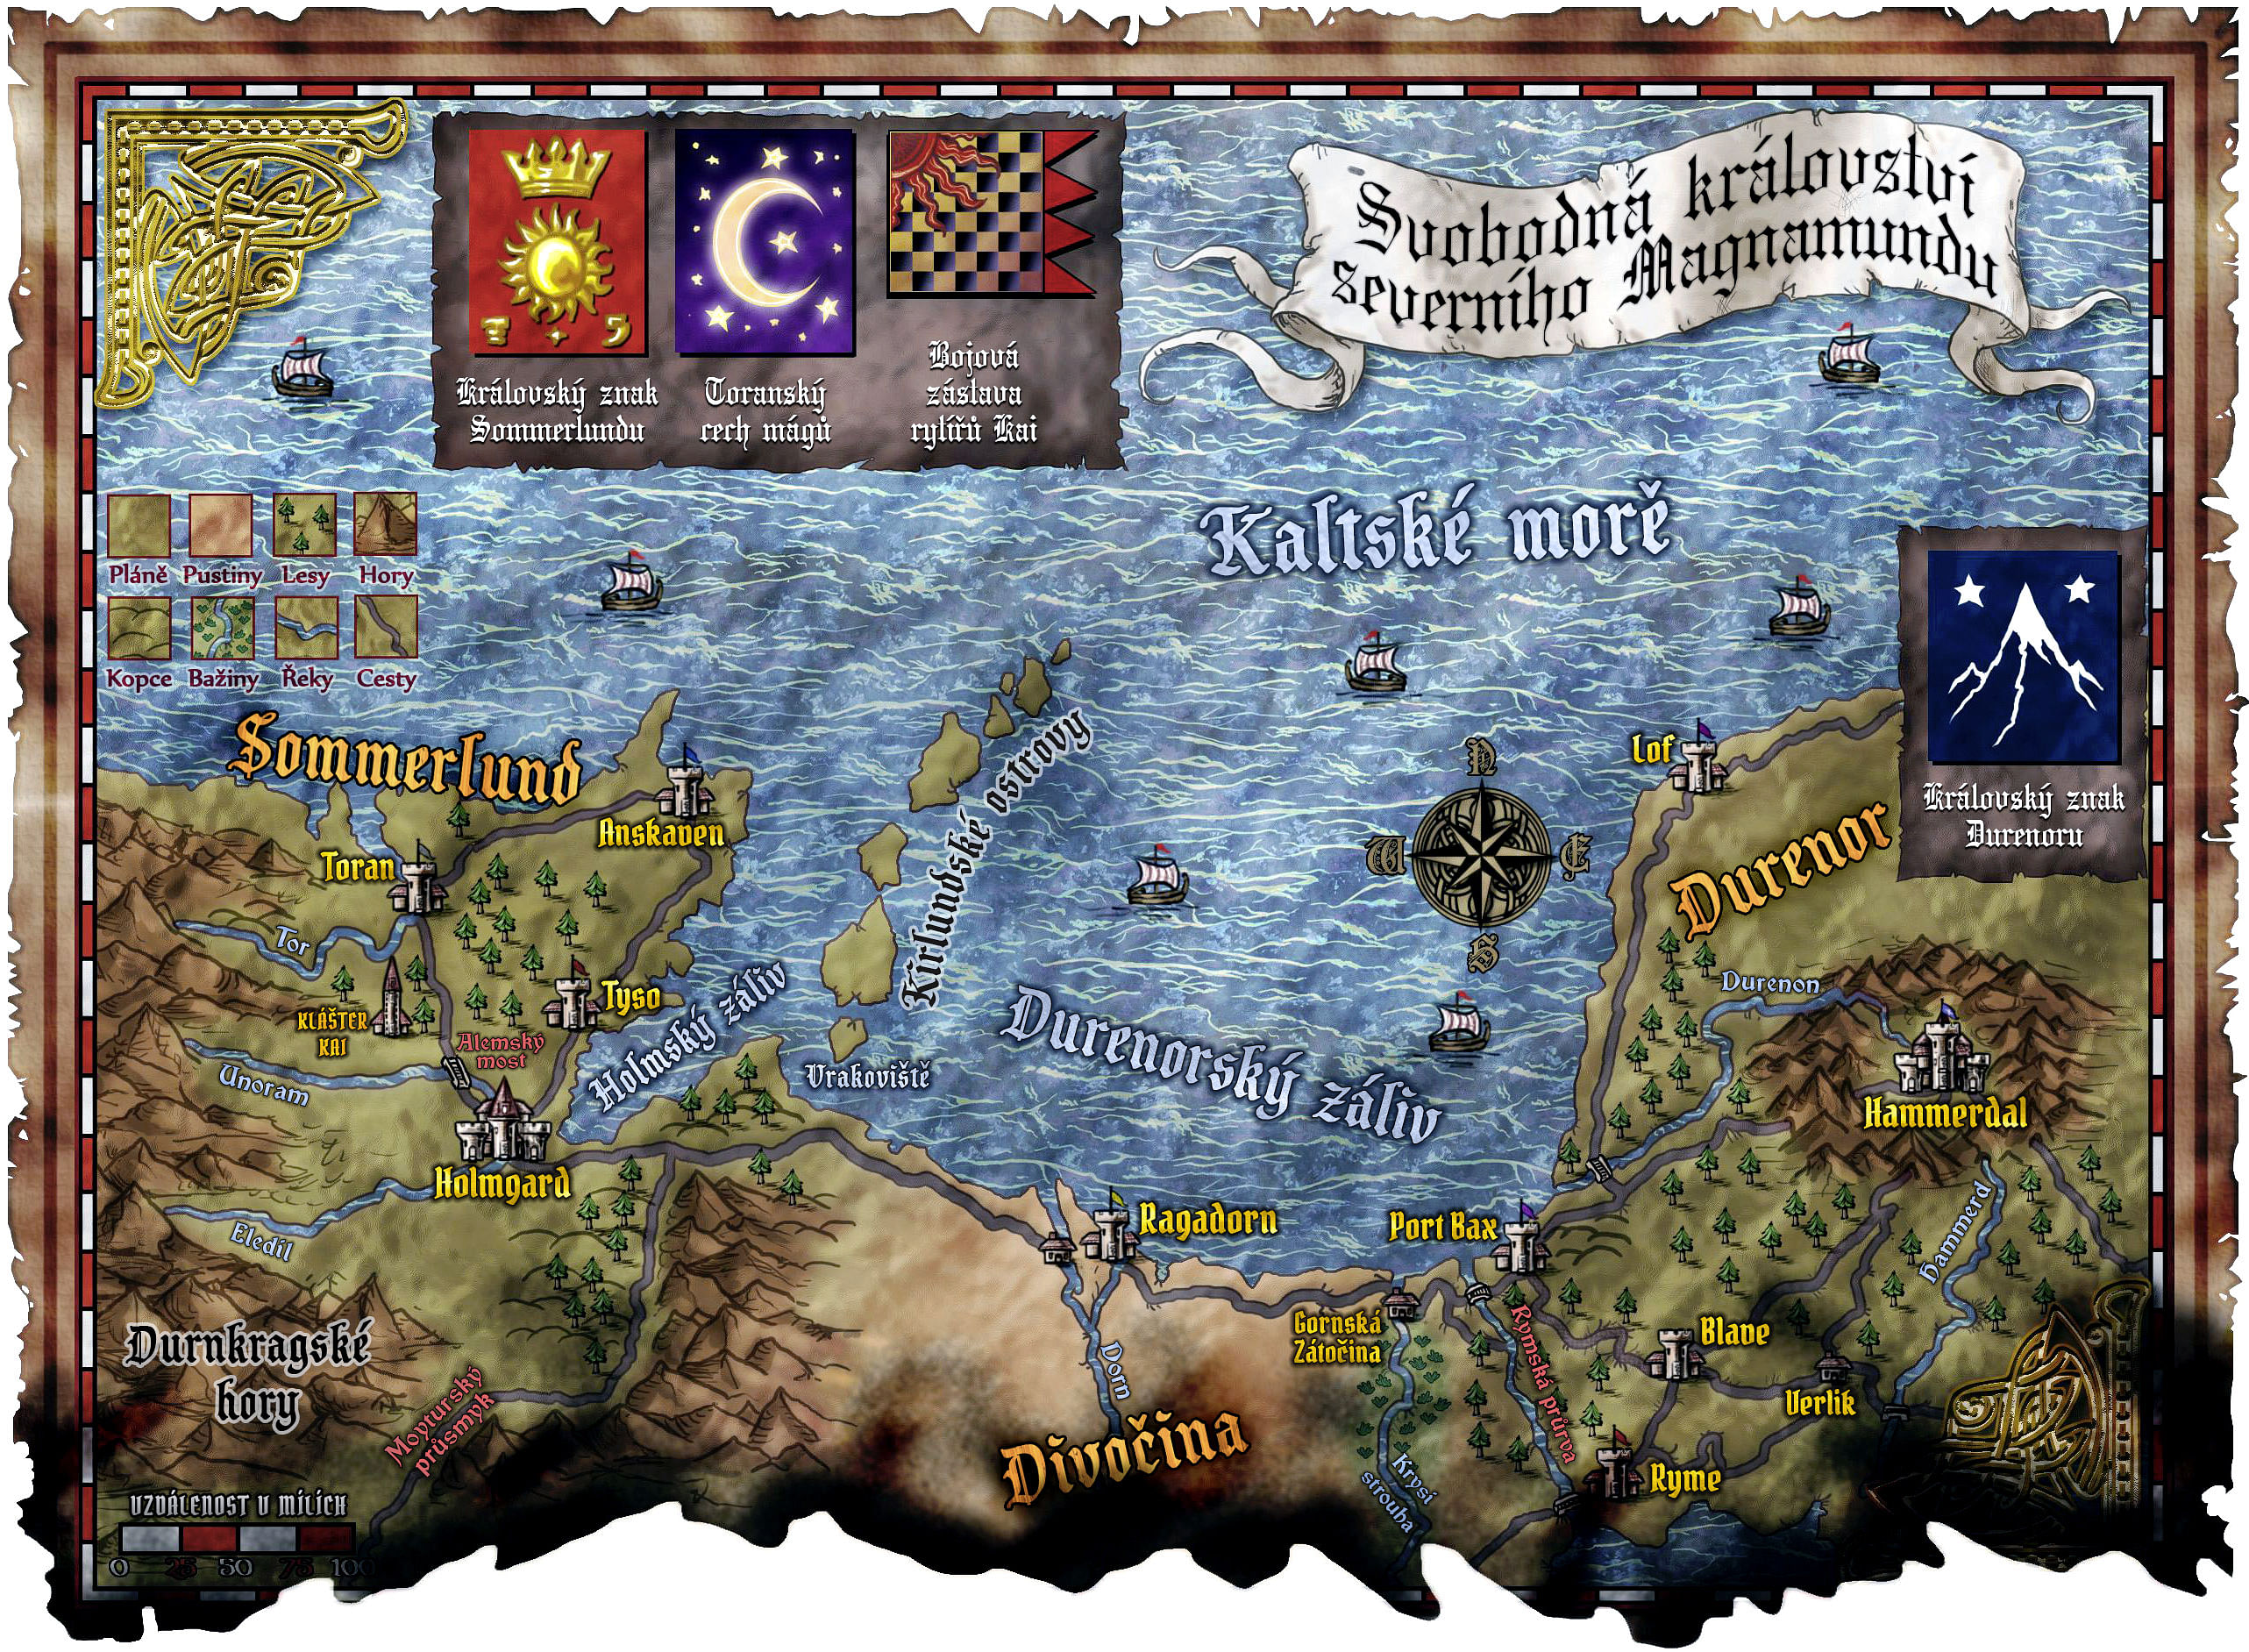 Svobodná království
severního Magnamundu
Královský znak
Sommerlundu
Toranský
cech mágů
Bojová
zástava
rytířů Kai
Kaltské mořě
Pláně
Pustiny
Lesy
Hory
Kopce
Bažiny
Řeky
Cesty
Královský znak
Durenoru
Sommerlund
Anskaven
Toran
Tor
KLÁŠTER
KAI
Tyso
Alemský
most
Unoram
Holmský záliv
Holmgard
Eledil
Durnkragské
hory
Moyturský
průsmyk
Kirlundské ostrovy
Vrakoviště
Durenorský záliv
N
W
E
S
Lof
Durenor
Durenon
Hammerdal
Hammerd
Ragadorn
Port Bax
Gornská
Zátočina
Dorn
Divočina
Krysí
strouha
Rymská průrva
Blave
Verlik
Ryme
VZDÁLENOST V MÍLÍCH
0 25 50 75 100